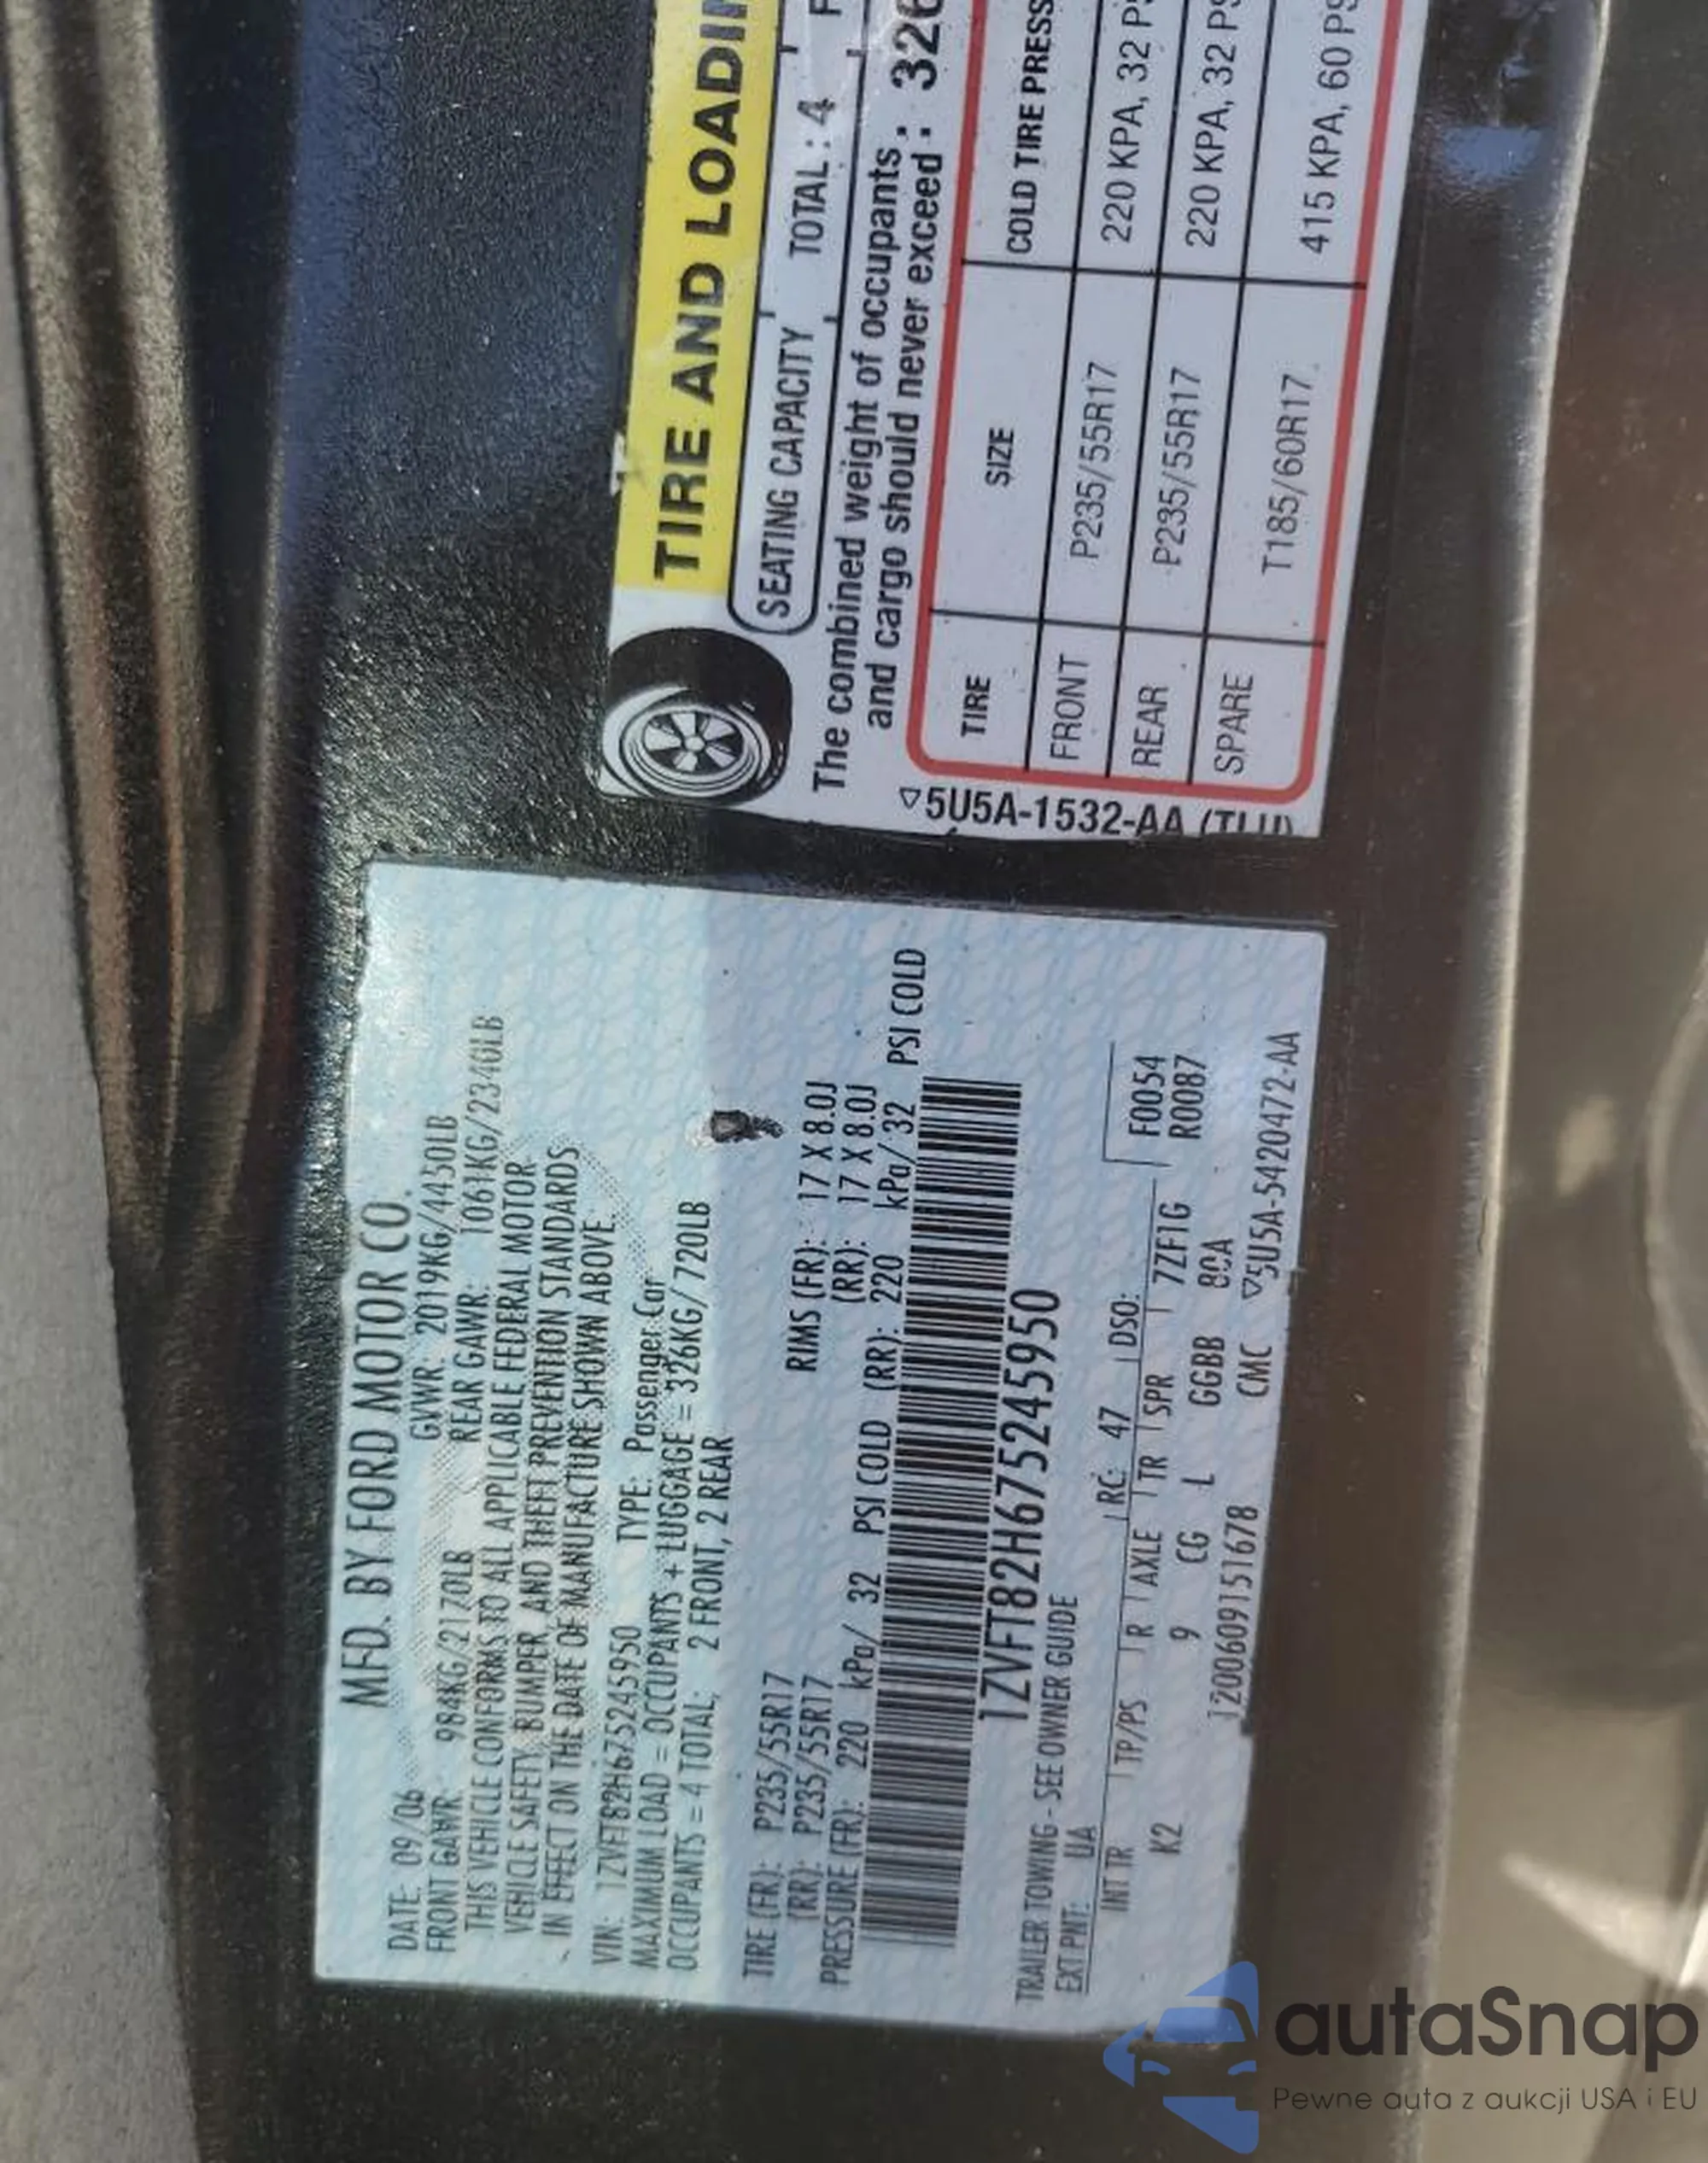 MFD. BY FORD MOTOR CO.
DATE: 09/06 GVWR: 2019KG/4450LB
FRONT GAWR: 984KG/2170LB REAR GAWR: 1061KG/2340LB
THIS VEHICLE CONFORMS TO ALL APPLICABLE FEDERAL MOTOR
VEHICLE SAFETY, BUMPER, AND THEFT PREVENTION STANDARDS
IN EFFECT ON THE DATE OF MANUFACTURE SHOWN ABOVE.
VIN: 1ZVFT82H675245950 TYPE: Passenger Car
MAXIMUM LOAD = OCCUPANTS + LUGGAGE = 326KG/720LB
OCCUPANTS = 4 TOTAL; 2 FRONT, 2 REAR
TIRE (FR): P235/55R17 RIMS (FR): 17 X 8.0J
(RR): P235/55R17 (RR): 17 X 8.0J
PRESSURE (FR): 220 kPa/ 32 PSI COLD (RR): 220 kPa/ 32 PSI COLD
1ZVFT82H675245950
TRAILER TOWING - SEE OWNER GUIDE
EXT PNT: UA RC: 47 DSO: F0054
INT TR TP/PS R AXLE TR SPR 7ZF1G R0087
K2 9 CG L GGBB
1200609151678 CMC ▽5U5A-5420472-AA
TIRE AND LOADIN
SEATING CAPACITY TOTAL : 4 F
The combined weight of occupants
and cargo should never exceed : 326
TIRE SIZE COLD TIRE PRESS
FRONT P235/55R17 220 KPA, 32 PS
REAR P235/55R17 220 KPA, 32 PS
SPARE T185/60R17 415 KPA, 60 PS
▽5U5A-1532-AA (TLU)
autaSnap
Pewne auta z aukcji USA i EU